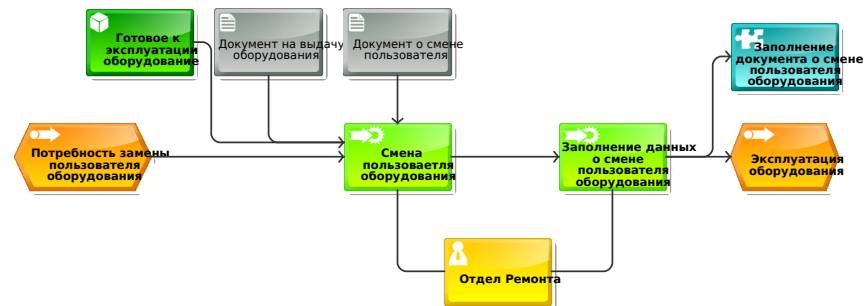 Готовое к
эксплуатации
оборудование
Документ на выдачу
оборудования
Документ о смене
пользователя
Заполнение
документа о смене
пользователя
оборудования
Потребность замены
пользователя
оборудования
Смена
пользоваетля
оборудования
Заполнение данных
о смене
пользователя
оборудования
Эксплуатация
оборудования
Отдел Ремонта